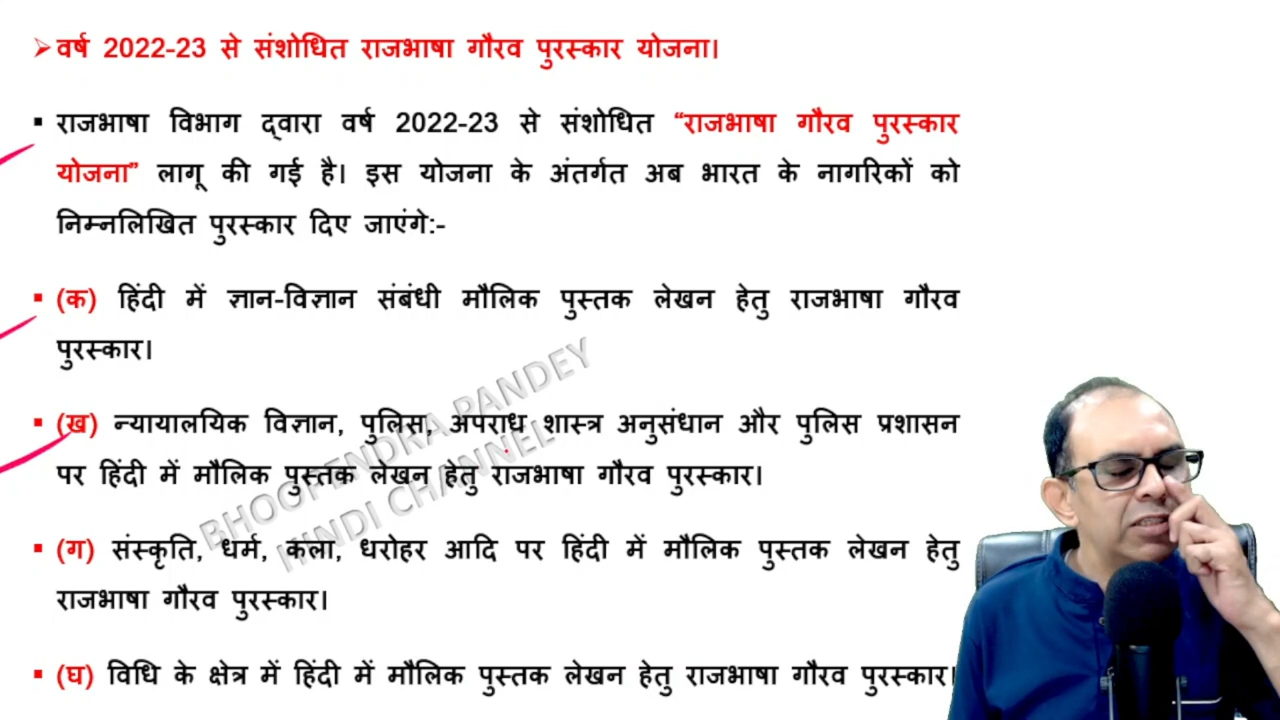 ➢वर्ष 2022-23 से संशोधित राजभाषा गौरव पुरस्कार योजना।
▪ राजभाषा विभाग द्वारा वर्ष 2022-23 से संशोधित “राजभाषा गौरव पुरस्कार
योजना” लागू की गई है। इस योजना के अंतर्गत अब भारत के नागरिकों को
निम्नलिखित पुरस्कार दिए जाएंगे:-
▪ (क) हिंदी में ज्ञान-विज्ञान संबंधी मौलिक पुस्तक लेखन हेतु राजभाषा गौरव
पुरस्कार।
▪ (ख) न्यायालयिक विज्ञान, पुलिस, अपराध शास्त्र अनुसंधान और पुलिस प्रशासन
पर हिंदी में मौलिक पुस्तक लेखन हेतु राजभाषा गौरव पुरस्कार।
▪ (ग) संस्कृति, धर्म, कला, धरोहर आदि पर हिंदी में मौलिक पुस्तक लेखन हेतु
राजभाषा गौरव पुरस्कार।
▪ (घ) विधि के क्षेत्र में हिंदी में मौलिक पुस्तक लेखन हेतु राजभाषा गौरव पुरस्कार।
BHOOPENDRA PANDEY
HINDI CHANNEL